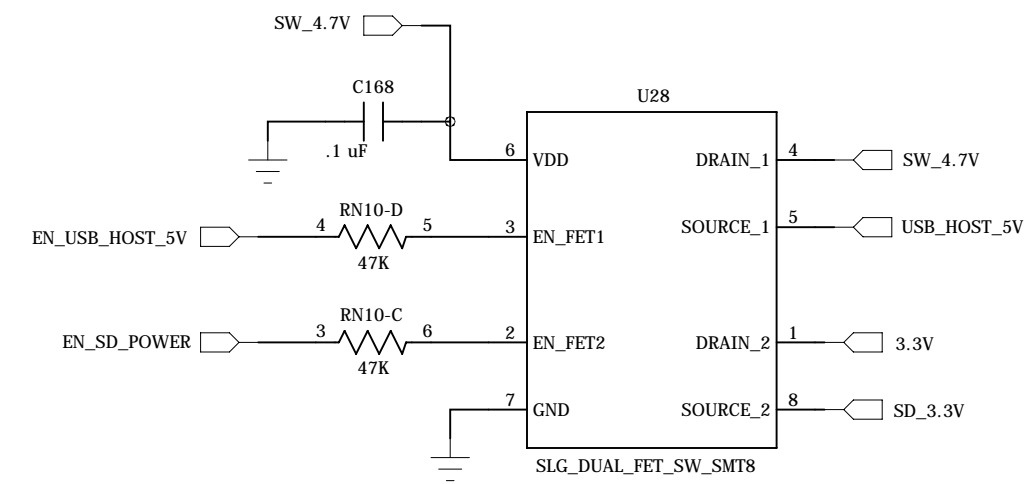 SW_4.7V
C168
.1 uF
U28
6 VDD
DRAIN_1 4
SW_4.7V
RN10-D
EN_USB_HOST_5V
4
5
47K
3 EN_FET1
SOURCE_1 5
USB_HOST_5V
RN10-C
EN_SD_POWER
3
6
47K
2 EN_FET2
DRAIN_2 1
3.3V
7 GND
SOURCE_2 8
SD_3.3V
SLG_DUAL_FET_SW_SMT8